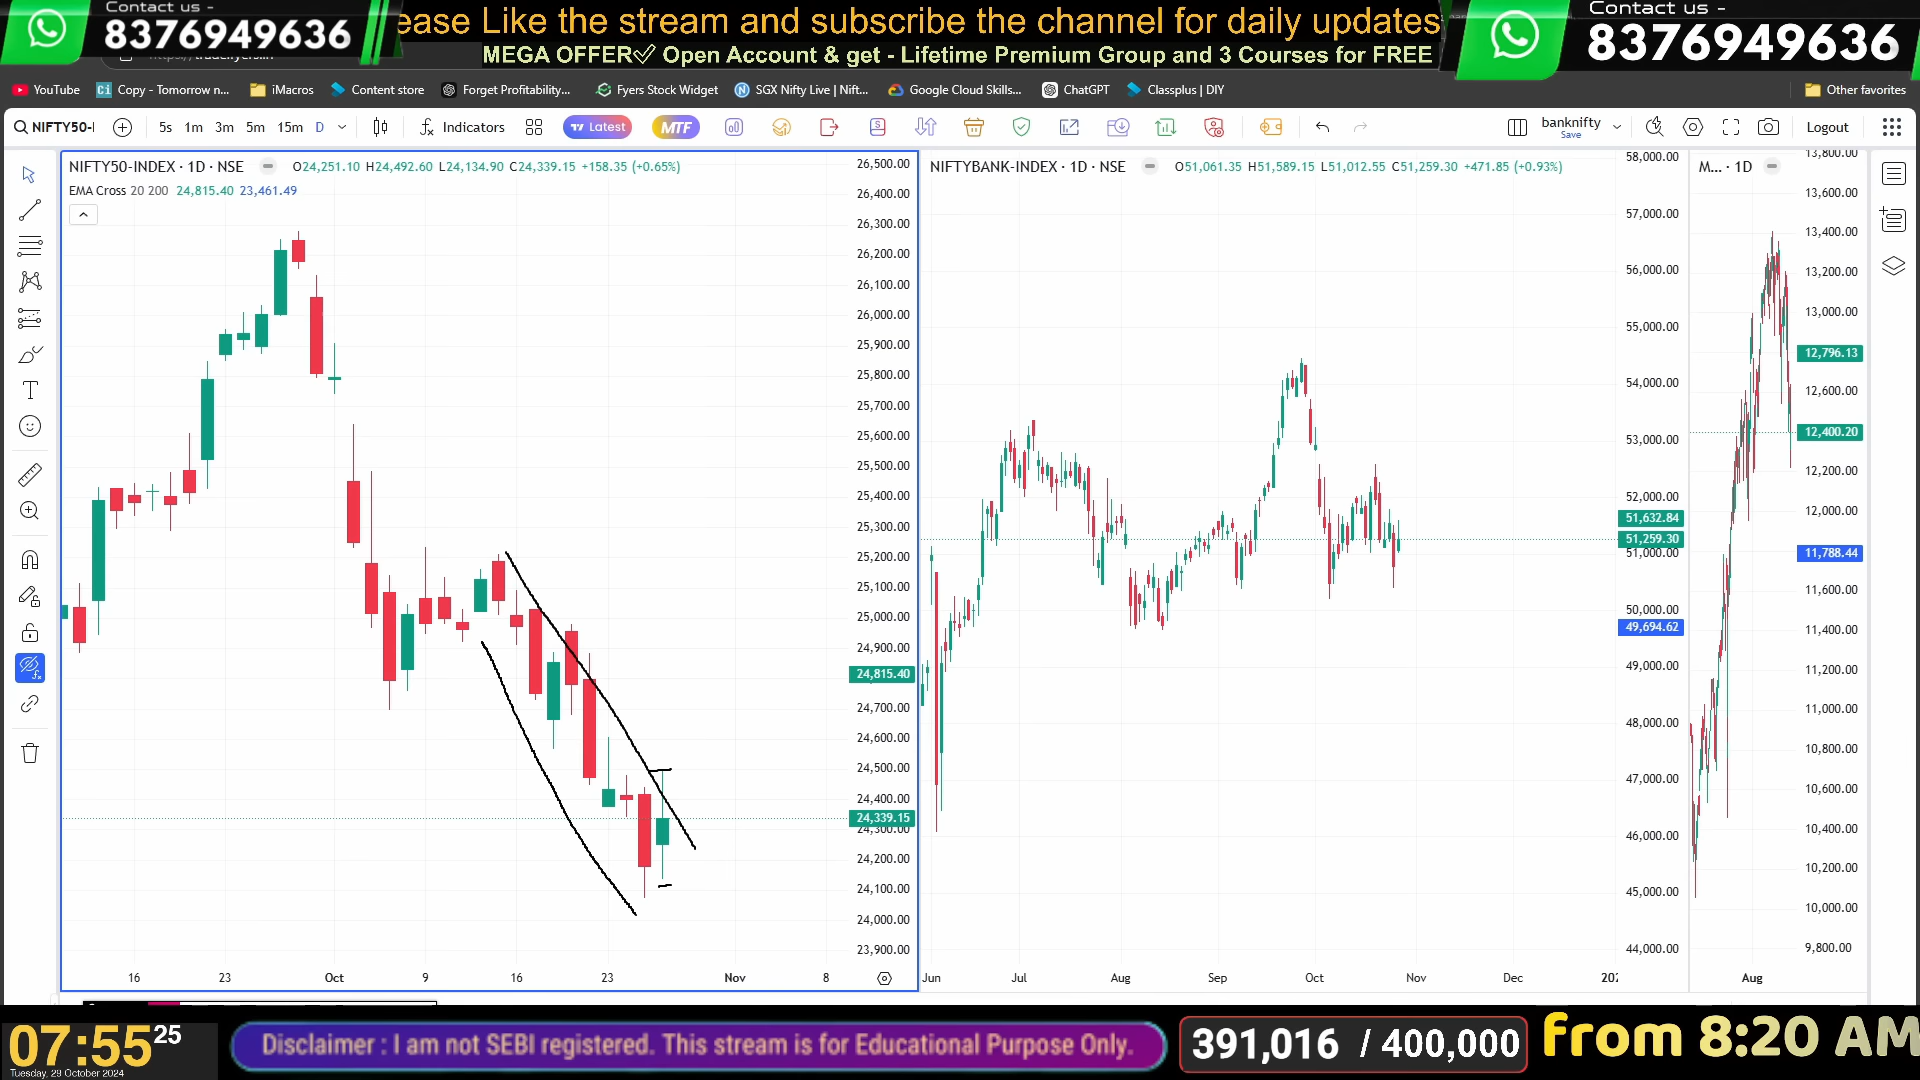 Contact us -
8376949636
ease Like the stream and subscribe the channel for daily updates
MEGA OFFER✓ Open Account & get - Lifetime Premium Group and 3 Courses for FREE
Contact us -
8376949636
YouTube
Copy - Tomorrow n...
iMacros
Content store
Forget Profitability...
Fyers Stock Widget
SGX Nifty Live | Nift...
Google Cloud Skills...
ChatGPT
Classplus | DIY
Other favorites
NIFTY50-I
5s 1m 3m 5m 15m D
Indicators
Latest
MTF
banknifty
Save
Logout
NIFTY50-INDEX · 1D · NSE
O24,251.10 H24,492.60 L24,134.90 C24,339.15 +158.35 (+0.65%)
EMA Cross 20 200 24,815.40 23,461.49
26,500.00
26,400.00
26,300.00
26,200.00
26,100.00
26,000.00
25,900.00
25,800.00
25,700.00
25,600.00
25,500.00
25,400.00
25,300.00
25,200.00
25,100.00
25,000.00
24,900.00
24,815.40
24,700.00
24,600.00
24,500.00
24,400.00
24,339.15
24,300.00
24,200.00
24,100.00
24,000.00
23,900.00
16 23 Oct 9 16 23 Nov 8
NIFTYBANK-INDEX · 1D · NSE
O51,061.35 H51,589.15 L51,012.55 C51,259.30 +471.85 (+0.93%)
58,000.00
57,000.00
56,000.00
55,000.00
54,000.00
53,000.00
52,000.00
51,632.84
51,259.30
51,000.00
50,000.00
49,694.62
49,000.00
48,000.00
47,000.00
46,000.00
45,000.00
44,000.00
Jun Jul Aug Sep Oct Nov Dec 202
M... · 1D
13,800.00
13,600.00
13,400.00
13,200.00
13,000.00
12,796.13
12,600.00
12,400.20
12,200.00
12,000.00
11,788.44
11,600.00
11,400.00
11,200.00
11,000.00
10,800.00
10,600.00
10,400.00
10,200.00
10,000.00
9,800.00
Aug
07:55 25
Tuesday, 29 October 2024
Disclaimer : I am not SEBI registered. This stream is for Educational Purpose Only.
391,016 / 400,000
from 8:20 AM